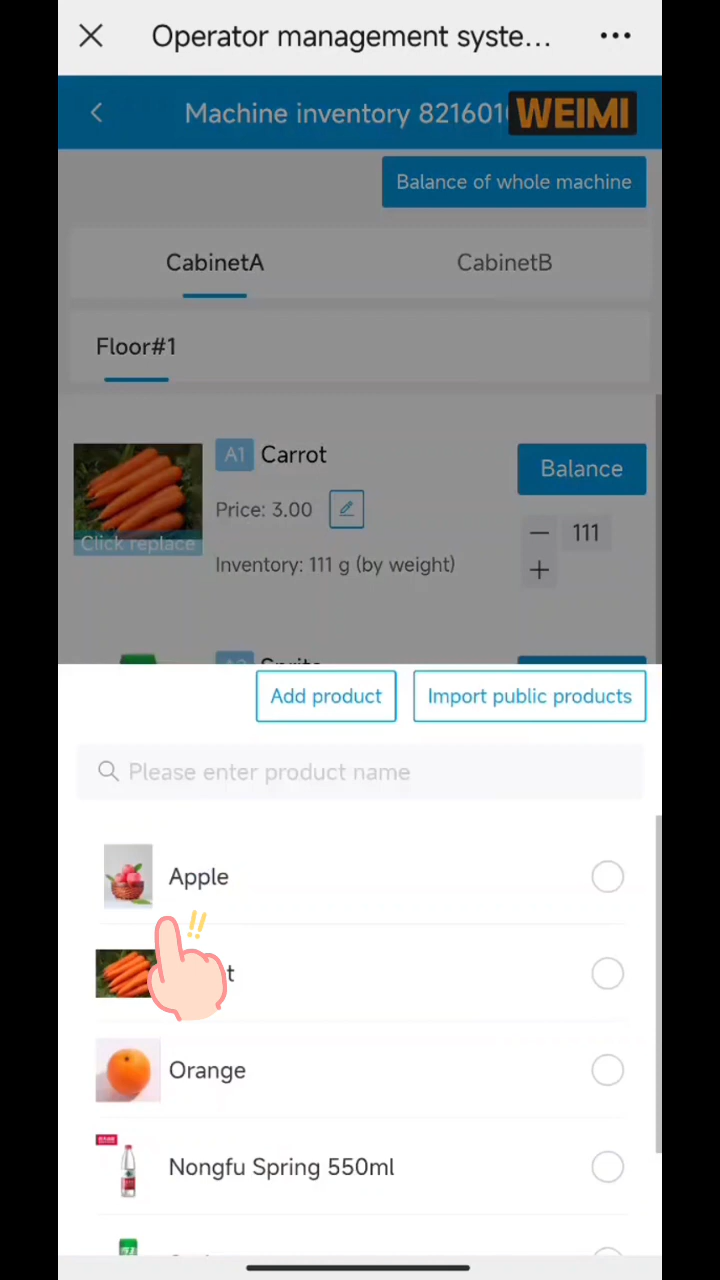 Operator management syste...
Machine inventory 821601
WEIMI
Balance of whole machine
CabinetA
CabinetB
Floor#1
A1 Carrot
Balance
Price: 3.00
111
Click replace
Inventory: 111 g (by weight)
Add product
Import public products
Please enter product name
Apple
t
Orange
Nongfu Spring 550ml